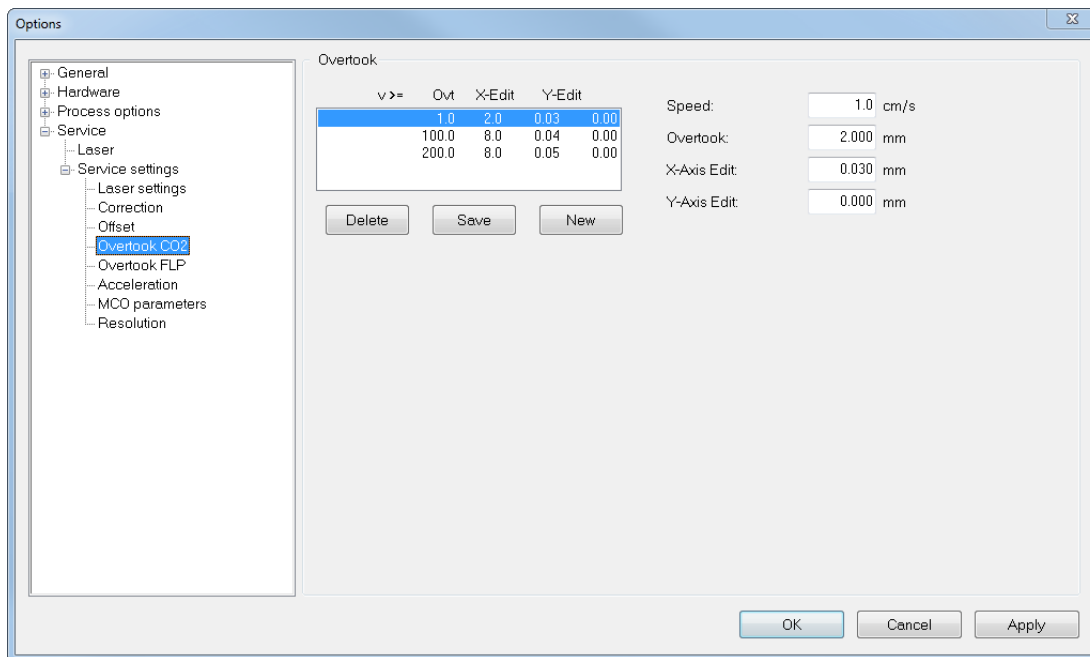 Options
General
Hardware
Process options
Service
Laser
Service settings
Laser settings
Correction
Offset
Overtook CO2
Overtook FLP
Acceleration
MCO parameters
Resolution
Overtook
v >= Ovt X-Edit Y-Edit
1.0 2.0 0.03 0.00
100.0 8.0 0.04 0.00
200.0 8.0 0.05 0.00
Delete Save New
Speed: 1.0 cm/s
Overtook: 2.000 mm
X-Axis Edit: 0.030 mm
Y-Axis Edit: 0.000 mm
OK Cancel Apply